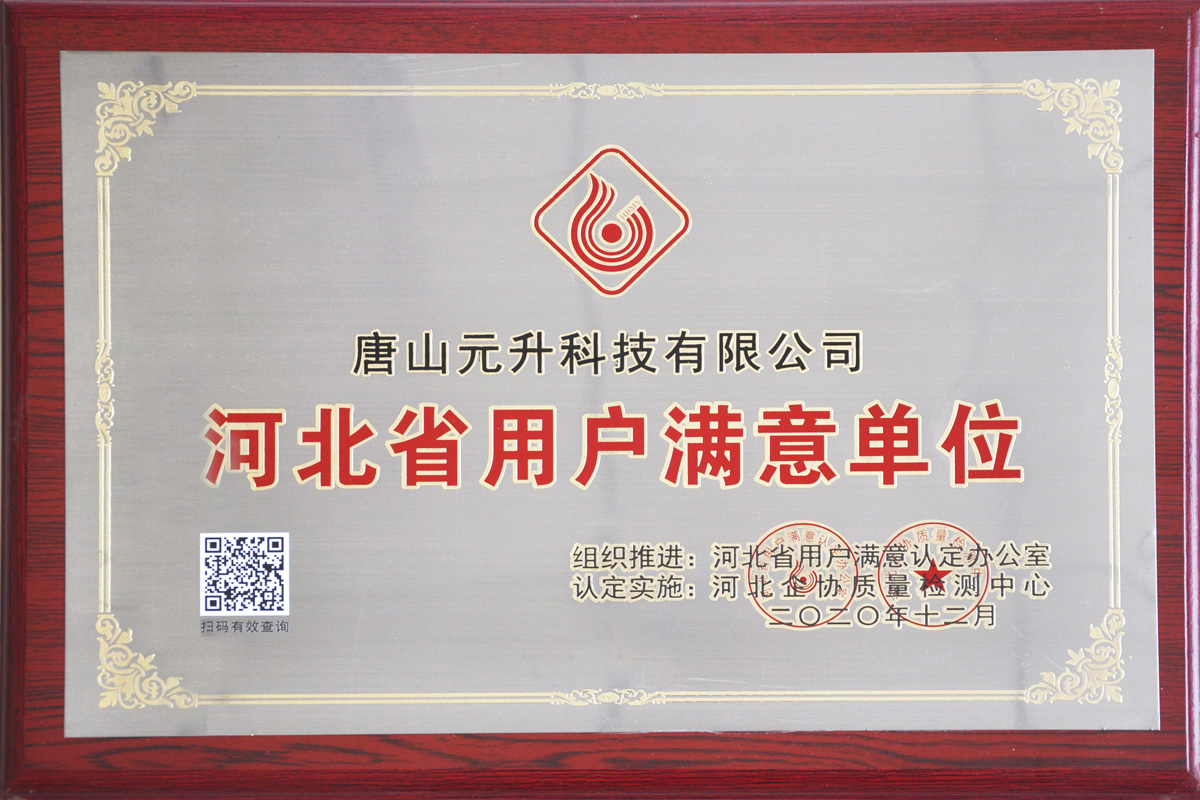 唐山元升科技有限公司
河北省用户满意单位
组织推进：河北省用户满意认定办公室
认定实施：河北企协质量检测中心
二〇二〇年十二月
扫码有效查询